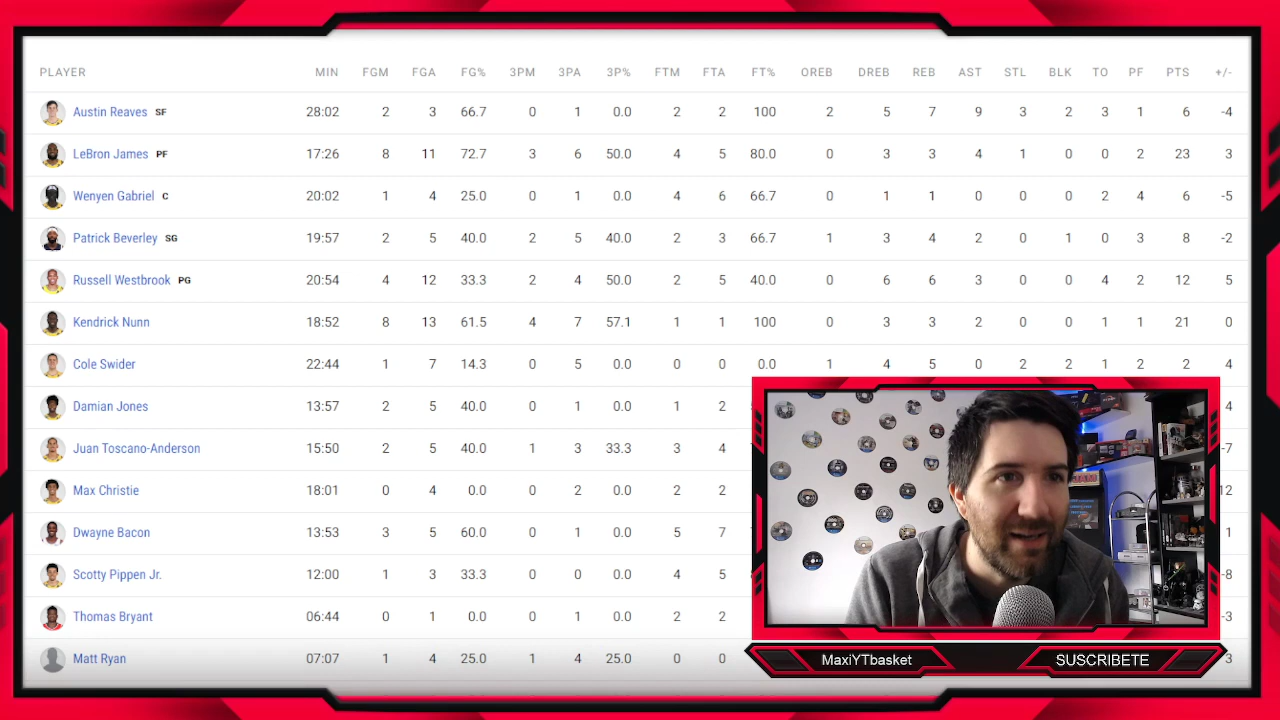 PLAYER MIN FGM FGA FG% 3PM 3PA 3P% FTM FTA FT% OREB DREB REB AST STL BLK TO PF PTS +/-
Austin Reaves SF 28:02 2 3 66.7 0 1 0.0 2 2 100 2 5 7 9 3 2 3 1 6 -4
LeBron James PF 17:26 8 11 72.7 3 6 50.0 4 5 80.0 0 3 3 4 1 0 0 2 23 3
Wenyen Gabriel C 20:02 1 4 25.0 0 1 0.0 4 6 66.7 0 1 1 0 0 0 2 4 6 -5
Patrick Beverley SG 19:57 2 5 40.0 2 5 40.0 2 3 66.7 1 3 4 2 0 1 0 3 8 -2
Russell Westbrook PG 20:54 4 12 33.3 2 4 50.0 2 5 40.0 0 6 6 3 0 0 4 2 12 5
Kendrick Nunn 18:52 8 13 61.5 4 7 57.1 1 1 100 0 3 3 2 0 0 1 1 21 0
Cole Swider 22:44 1 7 14.3 0 5 0.0 0 0 0.0 1 4 5 0 2 2 1 2 2 4
Damian Jones 13:57 2 5 40.0 0 1 0.0 1 2 4
Juan Toscano-Anderson 15:50 2 5 40.0 1 3 33.3 3 4 -7
Max Christie 18:01 0 4 0.0 0 2 0.0 2 2 12
Dwayne Bacon 13:53 3 5 60.0 0 1 0.0 5 7 1
Scotty Pippen Jr. 12:00 1 3 33.3 0 0 0.0 4 5 -8
Thomas Bryant 06:44 0 1 0.0 0 1 0.0 2 2 -3
Matt Ryan 07:07 1 4 25.0 1 4 25.0 0 0 3
MaxiYTbasket SUSCRIBETE